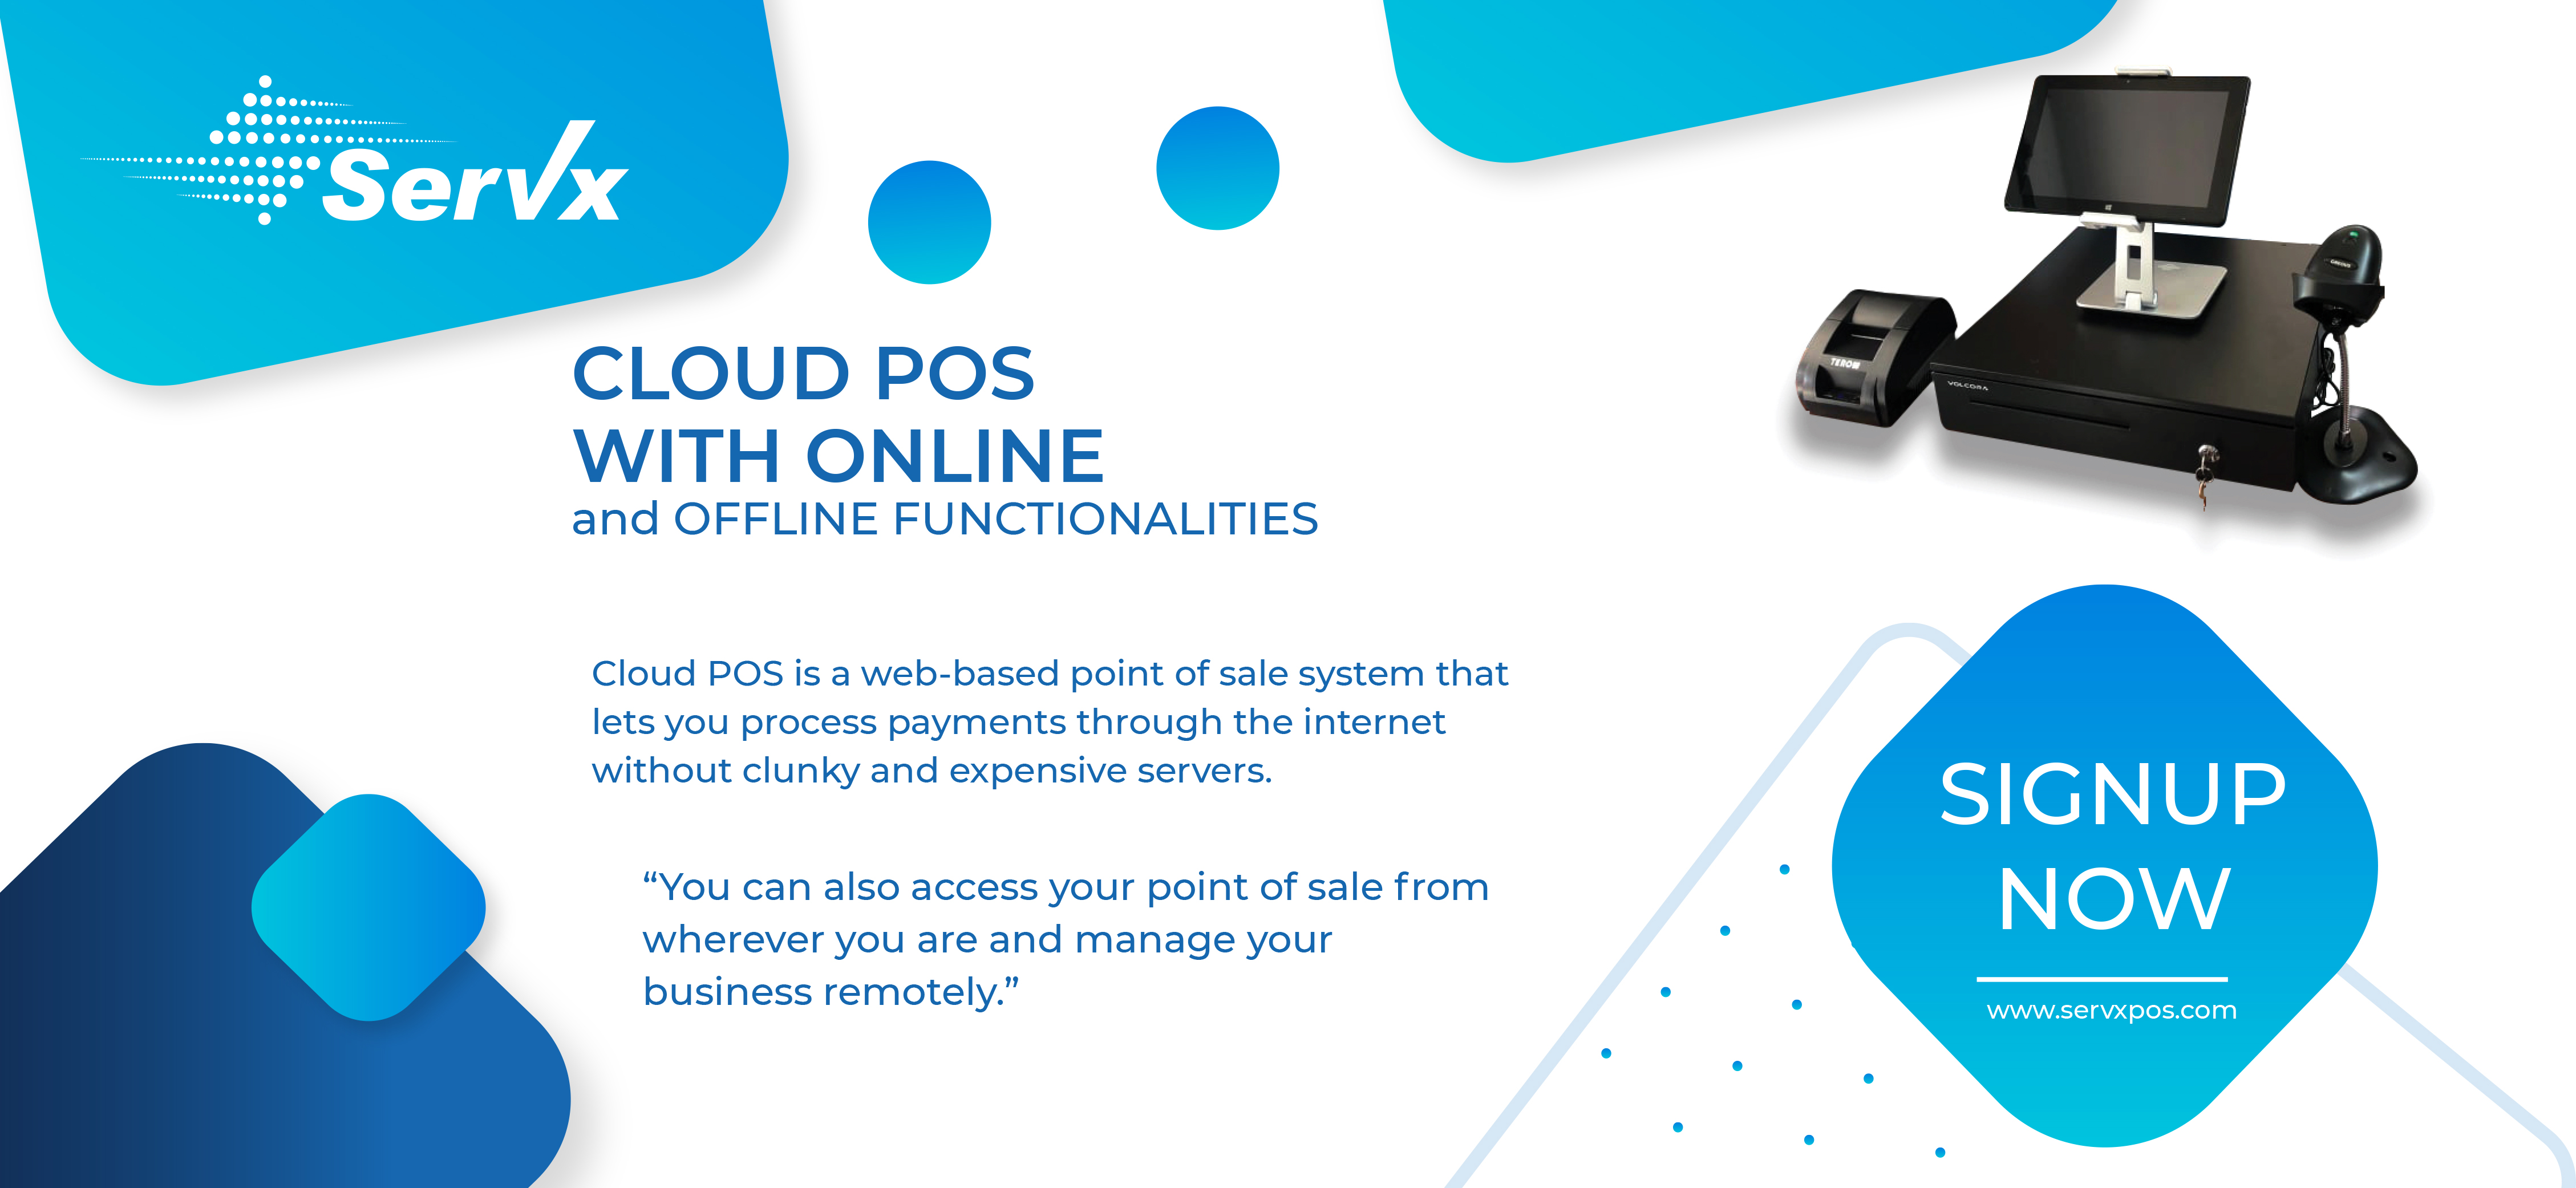 Servx
CLOUD POS
WITH ONLINE
and OFFLINE FUNCTIONALITIES
TEROW
VOLCORA
Cloud POS is a web-based point of sale system that
lets you process payments through the internet
without clunky and expensive servers.
“You can also access your point of sale from
wherever you are and manage your
business remotely.”
SIGNUP
NOW
www.servxpos.com